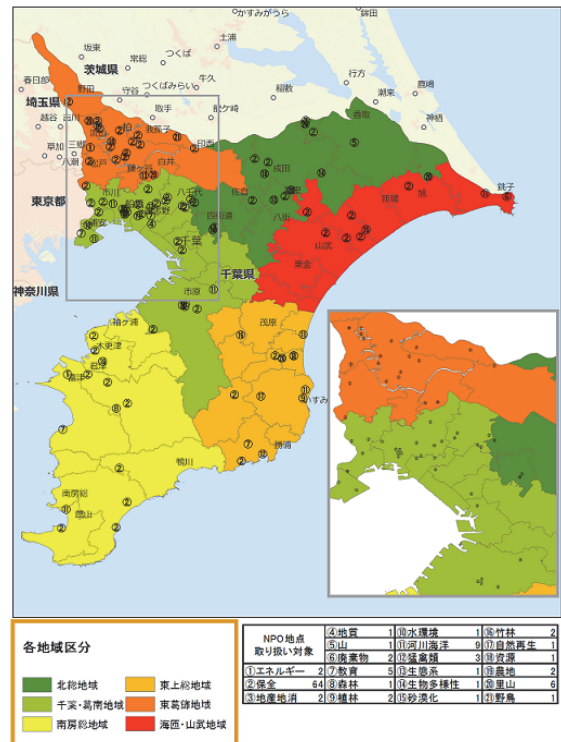 かすみがうら
鉾田
土浦
坂東
常総
つくば
茨城県
行方
春日部
牛久
鹿嶋
野田
守谷
つくばみらい
稲敷
潮来
埼玉県
取手
龍ケ崎
神栖
越谷
吉川
柏
我孫子
香取
草加
三郷
印西
八潮
松戸
白井
鎌ケ谷
成田
東京都
市川
八千代
佐倉
匝瑳
旭
銚子
浦安
習志野
四街道
八街
千葉
山武
東金
千葉県
神奈川県
市原
袖ケ浦
茂原
木更津
君津
富津
いすみ
勝浦
鴨川
南房総
館山
各地域区分
北総地域
東上総地域
千葉・葛南地域
東葛飾地域
南房総地域
海匝・山武地域
NPO地点
取り扱い対象
④地質 1 ⑩水環境 1 ⑯竹林 2
⑤山 1 ⑪河川海洋 9 ⑰自然再生 1
⑥廃棄物 2 ⑫猛禽類 3 ⑱資源 1
①エネルギー 2 ⑦教育 5 ⑬生態系 1 ⑲農地 2
②保全 64 ⑧森林 1 ⑭生物多様性 1 ⑳里山 6
③地産地消 2 ⑨植林 2 ⑮砂漠化 1 ㉑野鳥 1